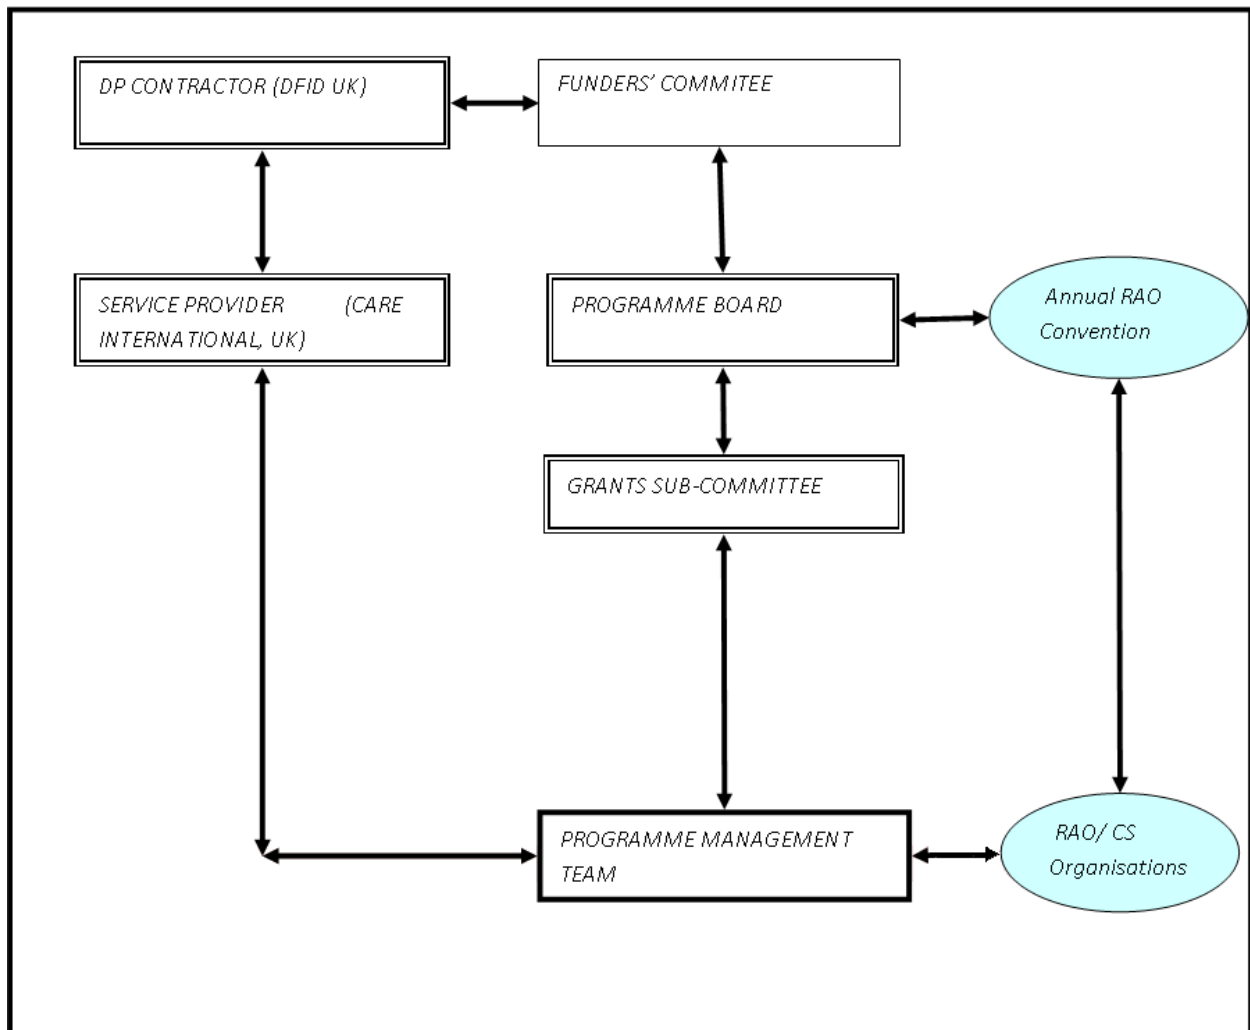 DP CONTRACTOR (DFID UK)
FUNDERS' COMMITEE
SERVICE PROVIDER (CARE
INTERNATIONAL, UK)
PROGRAMME BOARD
Annual RAO
Convention
GRANTS SUB-COMMITTEE
PROGRAMME MANAGEMENT
TEAM
RAO/ CS
Organisations